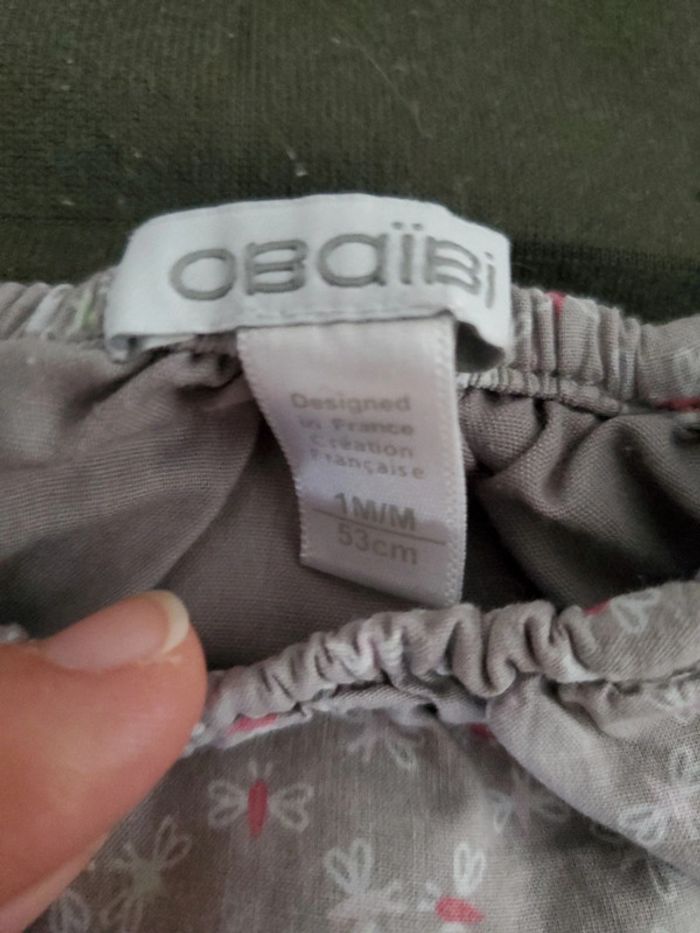 OBAÏBI
Designed
in France
Création
Française
1M/M
53cm